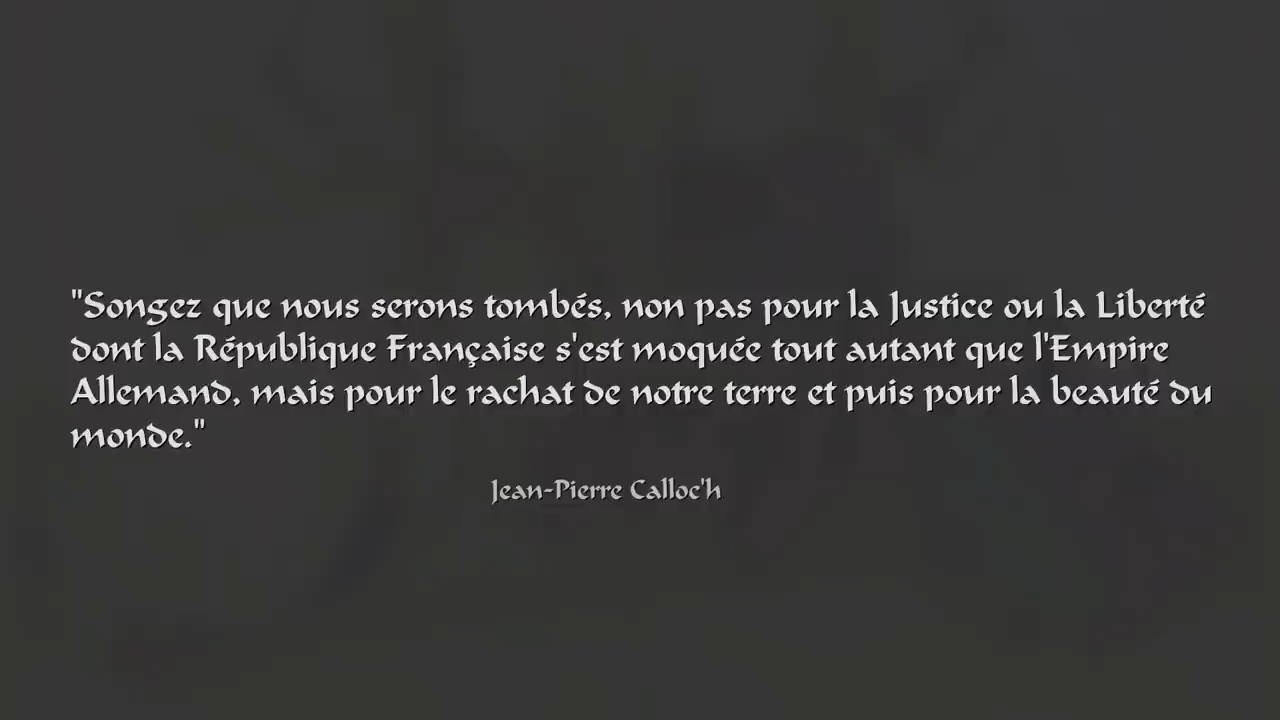 "Songez que nous serons tombés, non pas pour la Justice ou la Liberté
dont la République Française s'est moquée tout autant que l'Empire
Allemand, mais pour le rachat de notre terre et puis pour la beauté du
monde."
Jean-Pierre Calloc'h